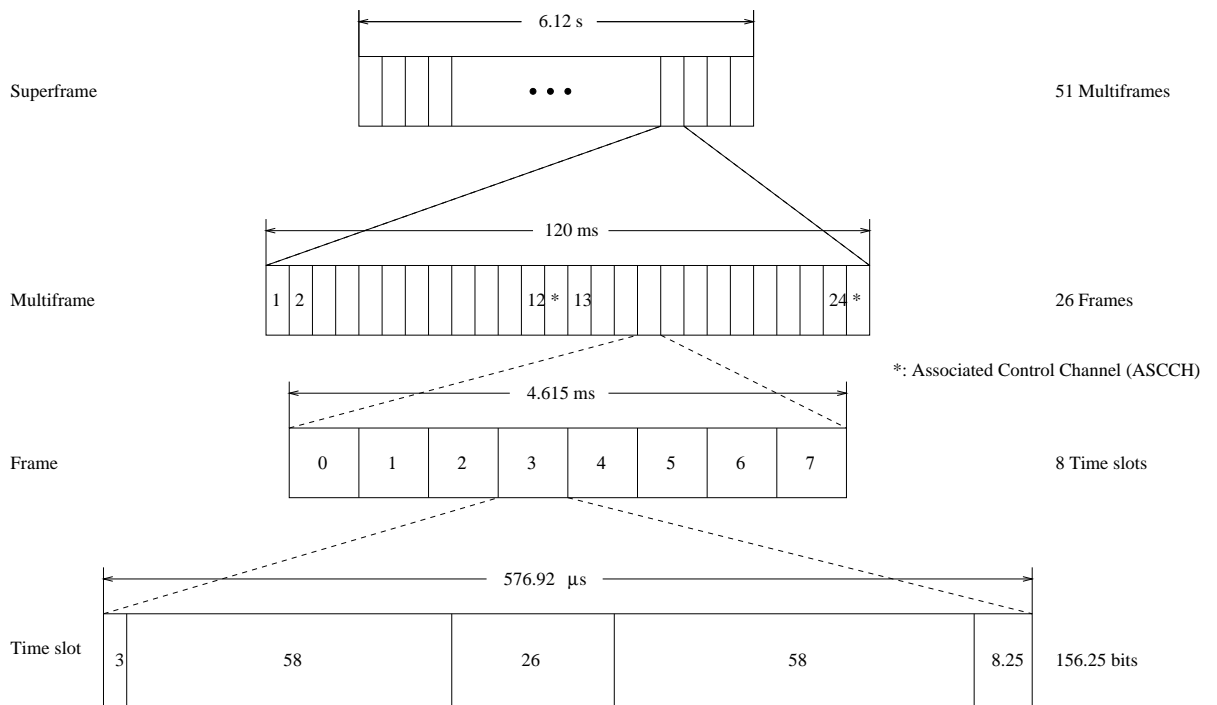 6.12 s
Superframe
• • •
51 Multiframes
120 ms
Multiframe
1 2 12 * 13 24 *
26 Frames
*: Associated Control Channel (ASCCH)
4.615 ms
Frame
0 1 2 3 4 5 6 7
8 Time slots
576.92 μs
Time slot
3 58 26 58 8.25
156.25 bits